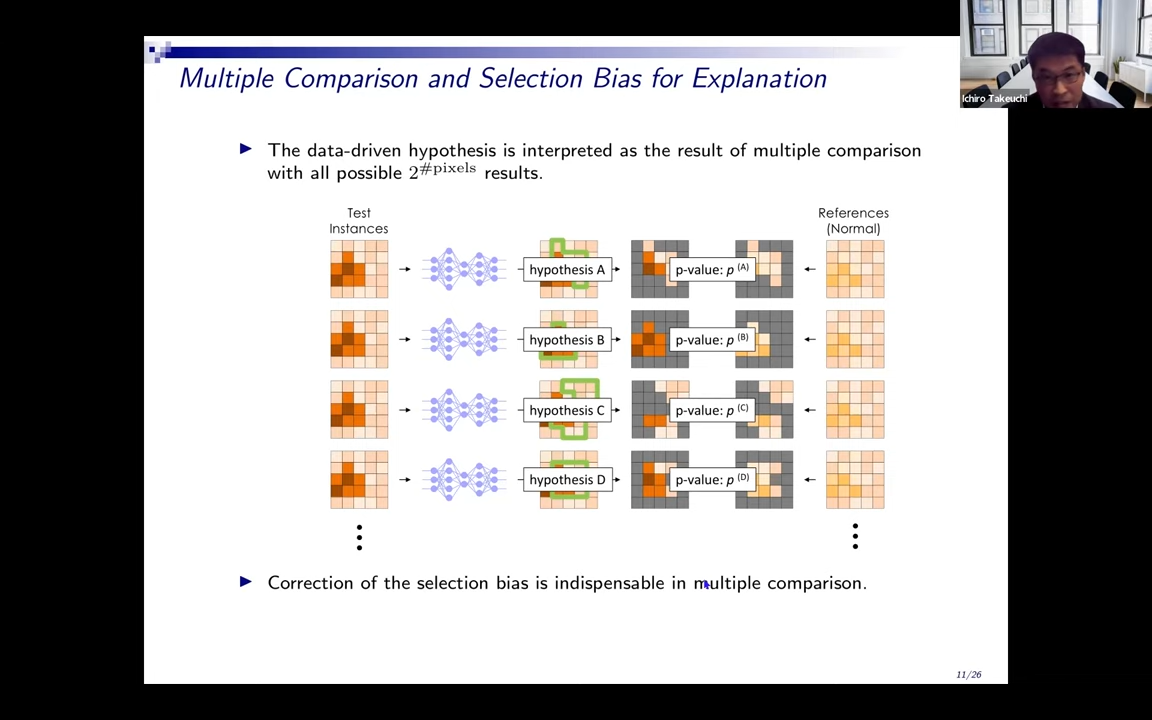 Multiple Comparison and Selection Bias for Explanation
Ichiro Takeuchi
The data-driven hypothesis is interpreted as the result of multiple comparison
with all possible 2^#pixels results.
Test
Instances
References
(Normal)
hypothesis A
p-value: p (A)
hypothesis B
p-value: p (B)
hypothesis C
p-value: p (C)
hypothesis D
p-value: p (D)
Correction of the selection bias is indispensable in multiple comparison.
11/26